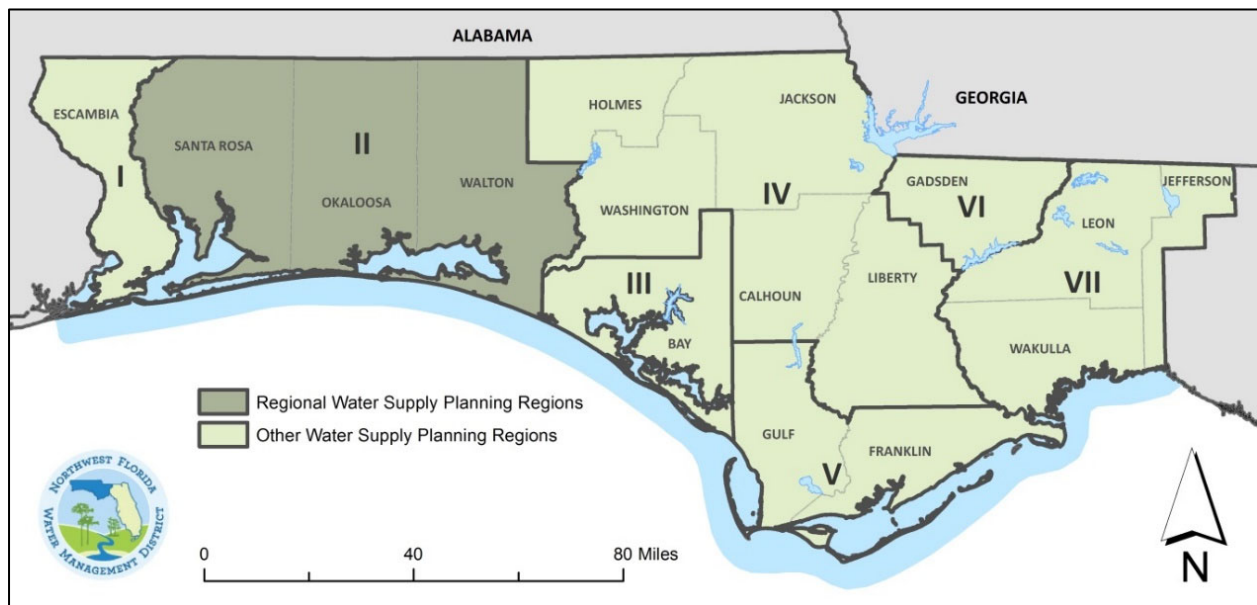 ALABAMA
GEORGIA
ESCAMBIA
I
SANTA ROSA
II
OKALOOSA
WALTON
HOLMES
JACKSON
WASHINGTON
IV
GADSDEN
VI
JEFFERSON
LEON
VII
LIBERTY
CALHOUN
III
BAY
WAKULLA
GULF
V
FRANKLIN
Regional Water Supply Planning Regions
Other Water Supply Planning Regions
NORTHWEST FLORIDA
WATER MANAGEMENT DISTRICT
0 40 80 Miles
N